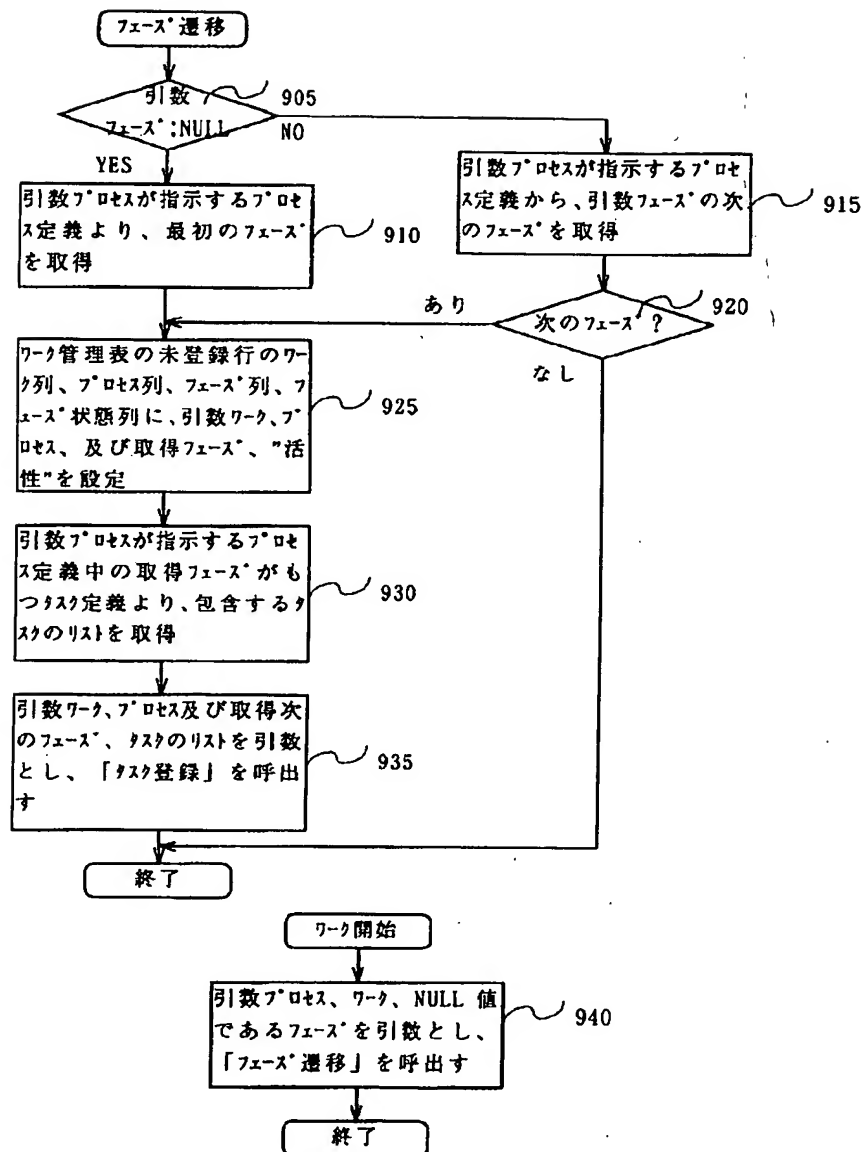 フェーズ遷移
引数
905
フェーズ:NULL
NO
YES
引数プロセスが指示するプロセ
ス定義より、最初のフェーズ
を取得
910
引数プロセスが指示するプロセ
ス定義から、引数フェーズの次
のフェーズを取得
915
あり
次のフェーズ?
920
なし
ワーク管理表の未登録行のワー
ク列、プロセス列、フェーズ列、フ
ェーズ状態列に、引数ワーク、プ
ロセス、及び取得フェーズ、”活
性”を設定
925
引数プロセスが指示するプロセ
ス定義中の取得フェーズがも
つタスク定義より、包含するタ
スクのリストを取得
930
引数ワーク、プロセス及び取得次
のフェーズ、タスクのリストを引数
とし、「タスク登録」を呼出
す
935
終了
ワーク開始
引数プロセス、ワーク、NULL 値
であるフェーズを引数とし、
「フェーズ遷移」を呼出す
940
終了